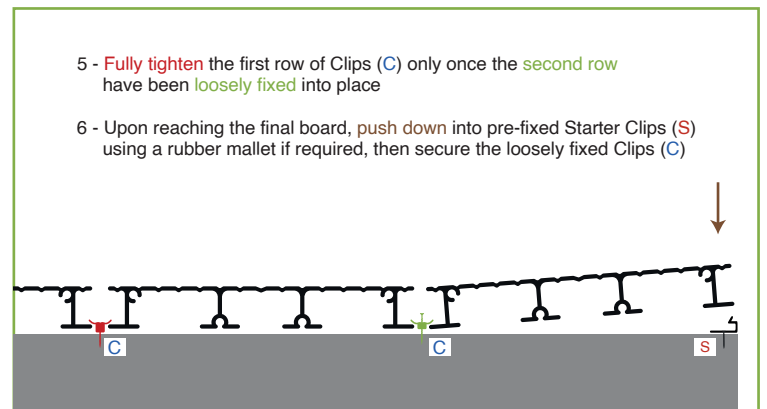 5 - Fully tighten the first row of Clips (C) only once the second row
have been loosely fixed into place
6 - Upon reaching the final board, push down into pre-fixed Starter Clips (S)
using a rubber mallet if required, then secure the loosely fixed Clips (C)
C
C
S